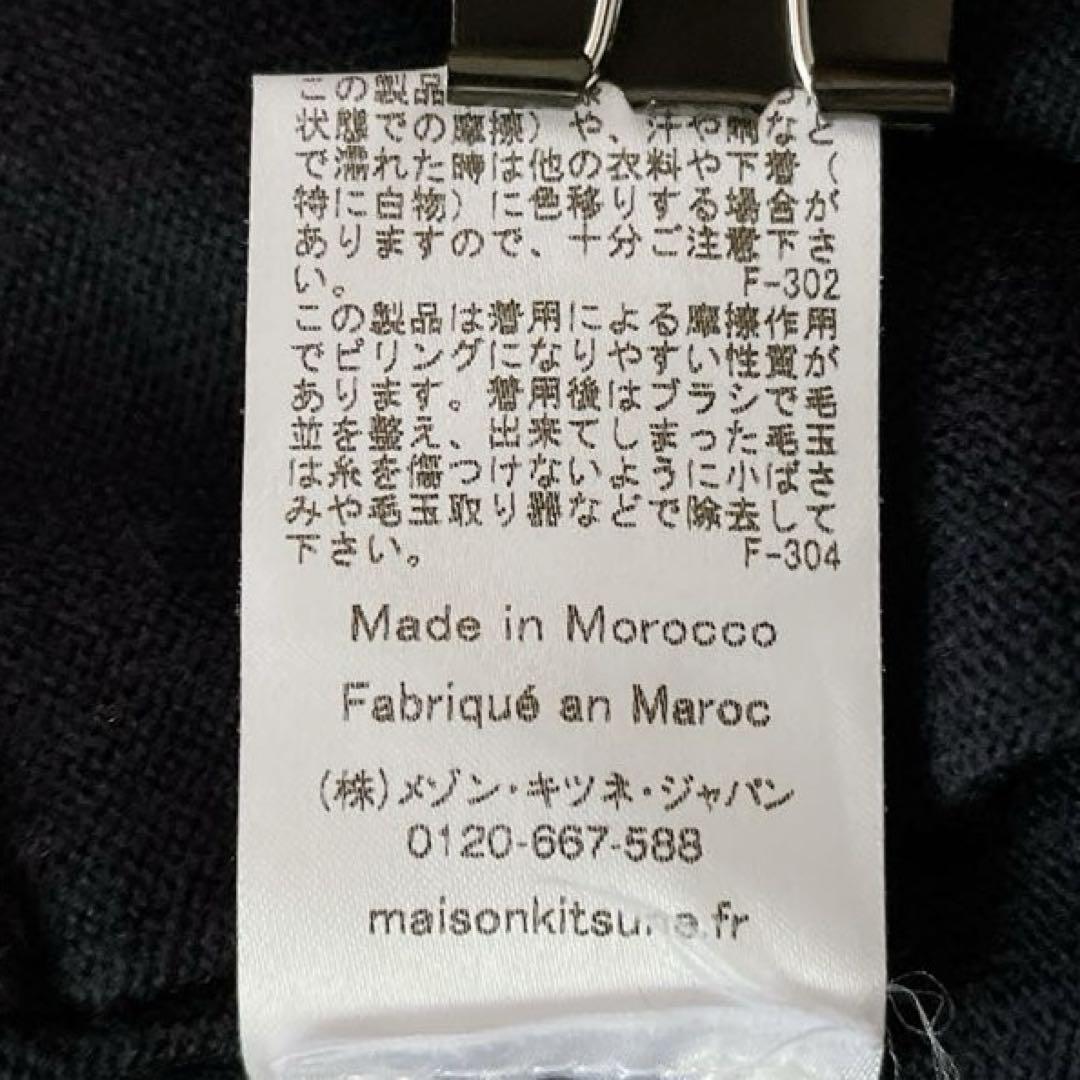 この製品
状態での摩擦）や、汗や雨など
で濡れた時は他の衣料や下着（
特に白物）に色移りする場合が
ありますので、十分ご注意下さ
い。 F-302
この製品は着用による摩擦作用
でピリングになりやすい性質が
あります。着用後はブラシで毛
並を整え、出来てしまった毛玉
は糸を傷つけないように小ばさ
みや毛玉取り器などで除去して
下さい。 F-304
Made in Morocco
Fabriqué an Maroc
(株)メゾン・キツネ・ジャパン
0120-667-588
maisonkitsune.fr